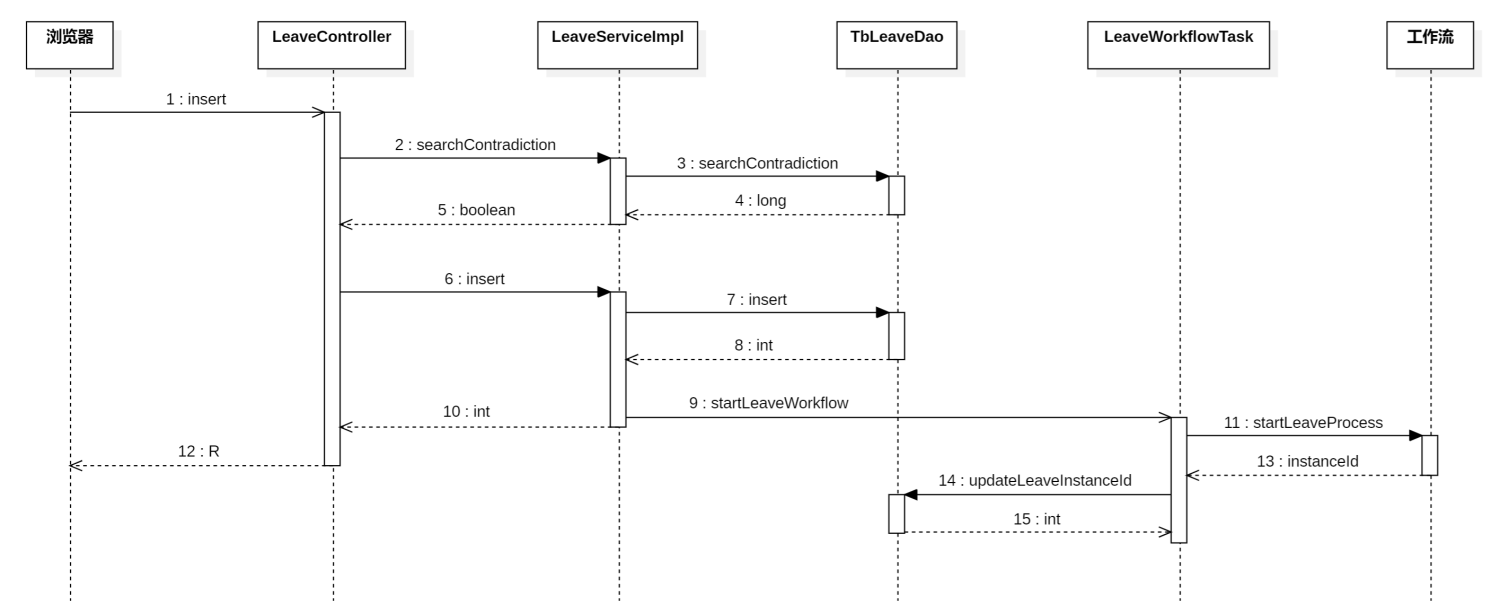 浏览器
LeaveController
LeaveServiceImpl
TbLeaveDao
LeaveWorkflowTask
工作流
1 : insert
2 : searchContradiction
3 : searchContradiction
4 : long
5 : boolean
6 : insert
7 : insert
8 : int
9 : startLeaveWorkflow
10 : int
11 : startLeaveProcess
12 : R
13 : instanceId
14 : updateLeaveInstanceId
15 : int